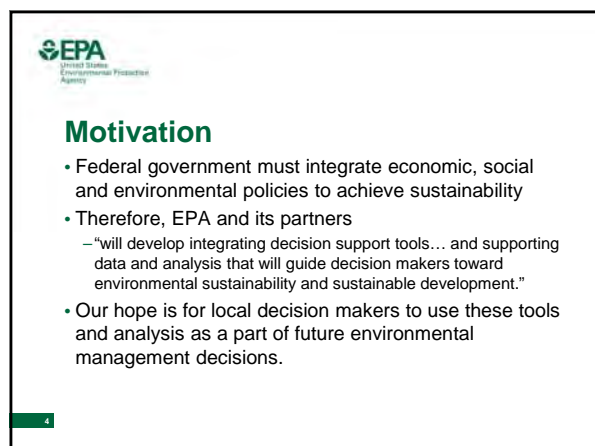 EPA
United States
Environmental Protection
Agency
Motivation
• Federal government must integrate economic, social
and environmental policies to achieve sustainability
• Therefore, EPA and its partners
–“will develop integrating decision support tools… and supporting
data and analysis that will guide decision makers toward
environmental sustainability and sustainable development.”
• Our hope is for local decision makers to use these tools
and analysis as a part of future environmental
management decisions.
4